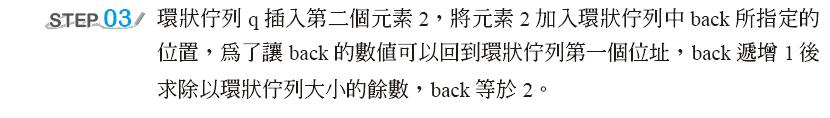 STEP 03 環狀佇列 q 插入第二個元素 2，將元素 2 加入環狀佇列中 back 所指定的
位置，為了讓 back 的數值可以回到環狀佇列第一個位址，back 遞增 1 後
求除以環狀佇列大小的餘數，back 等於 2。